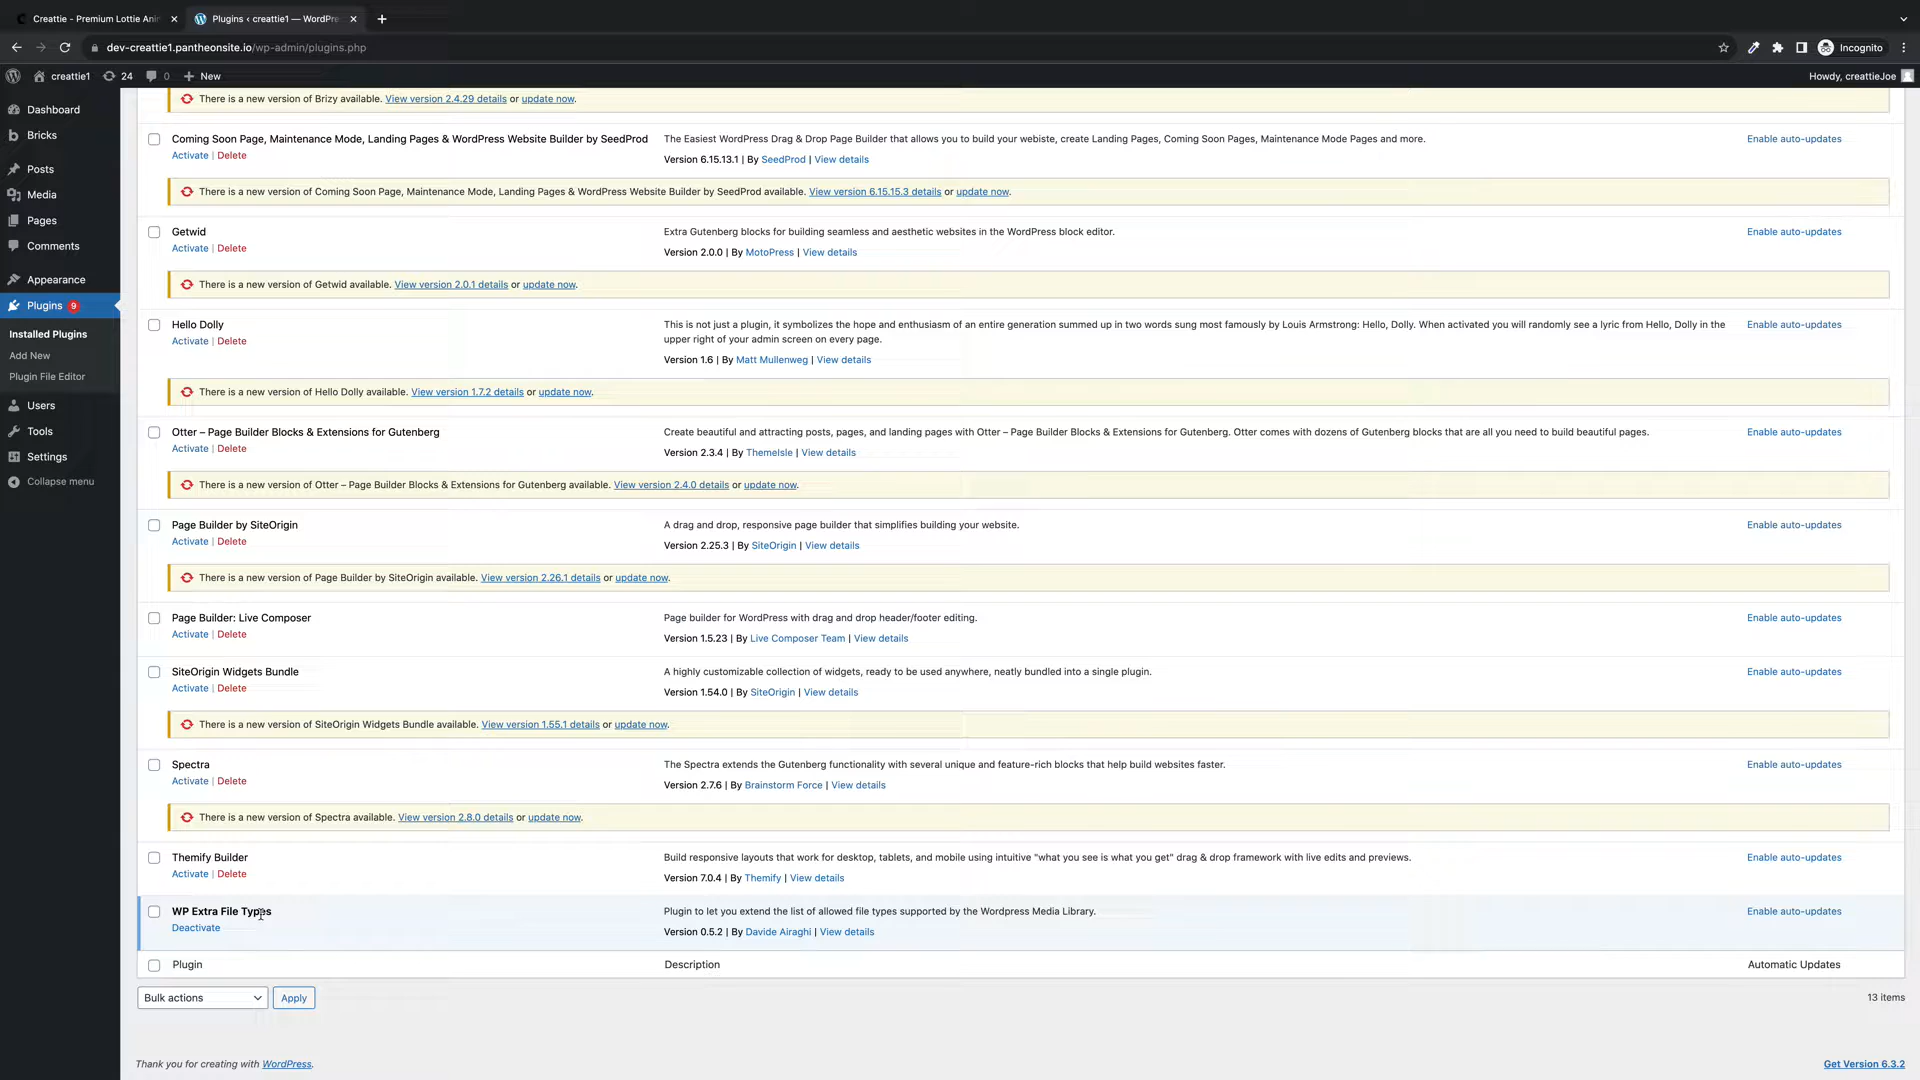 Creattie - Premium Lottie Ani
Plugins ‹ creattie1 — WordPre
dev-creattie1.pantheonsite.io/wp-admin/plugins.php
Incognito
creattie1 24 0 New
Howdy, creattieJoe
Dashboard
Bricks
Posts
Media
Pages
Comments
Appearance
Plugins 9
Installed Plugins
Add New
Plugin File Editor
Users
Tools
Settings
Collapse menu
There is a new version of Brizy available. View version 2.4.29 details or update now.
Coming Soon Page, Maintenance Mode, Landing Pages & WordPress Website Builder by SeedProd
Activate | Delete
The Easiest WordPress Drag & Drop Page Builder that allows you to build your webiste, create Landing Pages, Coming Soon Pages, Maintenance Mode Pages and more.
Version 6.15.13.1 | By SeedProd | View details
Enable auto-updates
There is a new version of Coming Soon Page, Maintenance Mode, Landing Pages & WordPress Website Builder by SeedProd available. View version 6.15.15.3 details or update now.
Getwid
Activate | Delete
Extra Gutenberg blocks for building seamless and aesthetic websites in the WordPress block editor.
Version 2.0.0 | By MotoPress | View details
Enable auto-updates
There is a new version of Getwid available. View version 2.0.1 details or update now.
Hello Dolly
Activate | Delete
This is not just a plugin, it symbolizes the hope and enthusiasm of an entire generation summed up in two words sung most famously by Louis Armstrong: Hello, Dolly. When activated you will randomly see a lyric from Hello, Dolly in the
upper right of your admin screen on every page.
Version 1.6 | By Matt Mullenweg | View details
Enable auto-updates
There is a new version of Hello Dolly available. View version 1.7.2 details or update now.
Otter – Page Builder Blocks & Extensions for Gutenberg
Activate | Delete
Create beautiful and attracting posts, pages, and landing pages with Otter – Page Builder Blocks & Extensions for Gutenberg. Otter comes with dozens of Gutenberg blocks that are all you need to build beautiful pages.
Version 2.3.4 | By ThemeIsle | View details
Enable auto-updates
There is a new version of Otter – Page Builder Blocks & Extensions for Gutenberg available. View version 2.4.0 details or update now.
Page Builder by SiteOrigin
Activate | Delete
A drag and drop, responsive page builder that simplifies building your website.
Version 2.25.3 | By SiteOrigin | View details
Enable auto-updates
There is a new version of Page Builder by SiteOrigin available. View version 2.26.1 details or update now.
Page Builder: Live Composer
Activate | Delete
Page builder for WordPress with drag and drop header/footer editing.
Version 1.5.23 | By Live Composer Team | View details
Enable auto-updates
SiteOrigin Widgets Bundle
Activate | Delete
A highly customizable collection of widgets, ready to be used anywhere, neatly bundled into a single plugin.
Version 1.54.0 | By SiteOrigin | View details
Enable auto-updates
There is a new version of SiteOrigin Widgets Bundle available. View version 1.55.1 details or update now.
Spectra
Activate | Delete
The Spectra extends the Gutenberg functionality with several unique and feature-rich blocks that help build websites faster.
Version 2.7.6 | By Brainstorm Force | View details
Enable auto-updates
There is a new version of Spectra available. View version 2.8.0 details or update now.
Themify Builder
Activate | Delete
Build responsive layouts that work for desktop, tablets, and mobile using intuitive "what you see is what you get" drag & drop framework with live edits and previews.
Version 7.0.4 | By Themify | View details
Enable auto-updates
WP Extra File Types
Deactivate
Plugin to let you extend the list of allowed file types supported by the Wordpress Media Library.
Version 0.5.2 | By Davide Airaghi | View details
Enable auto-updates
Plugin Description Automatic Updates
Bulk actions Apply
13 items
Thank you for creating with WordPress.
Get Version 6.3.2